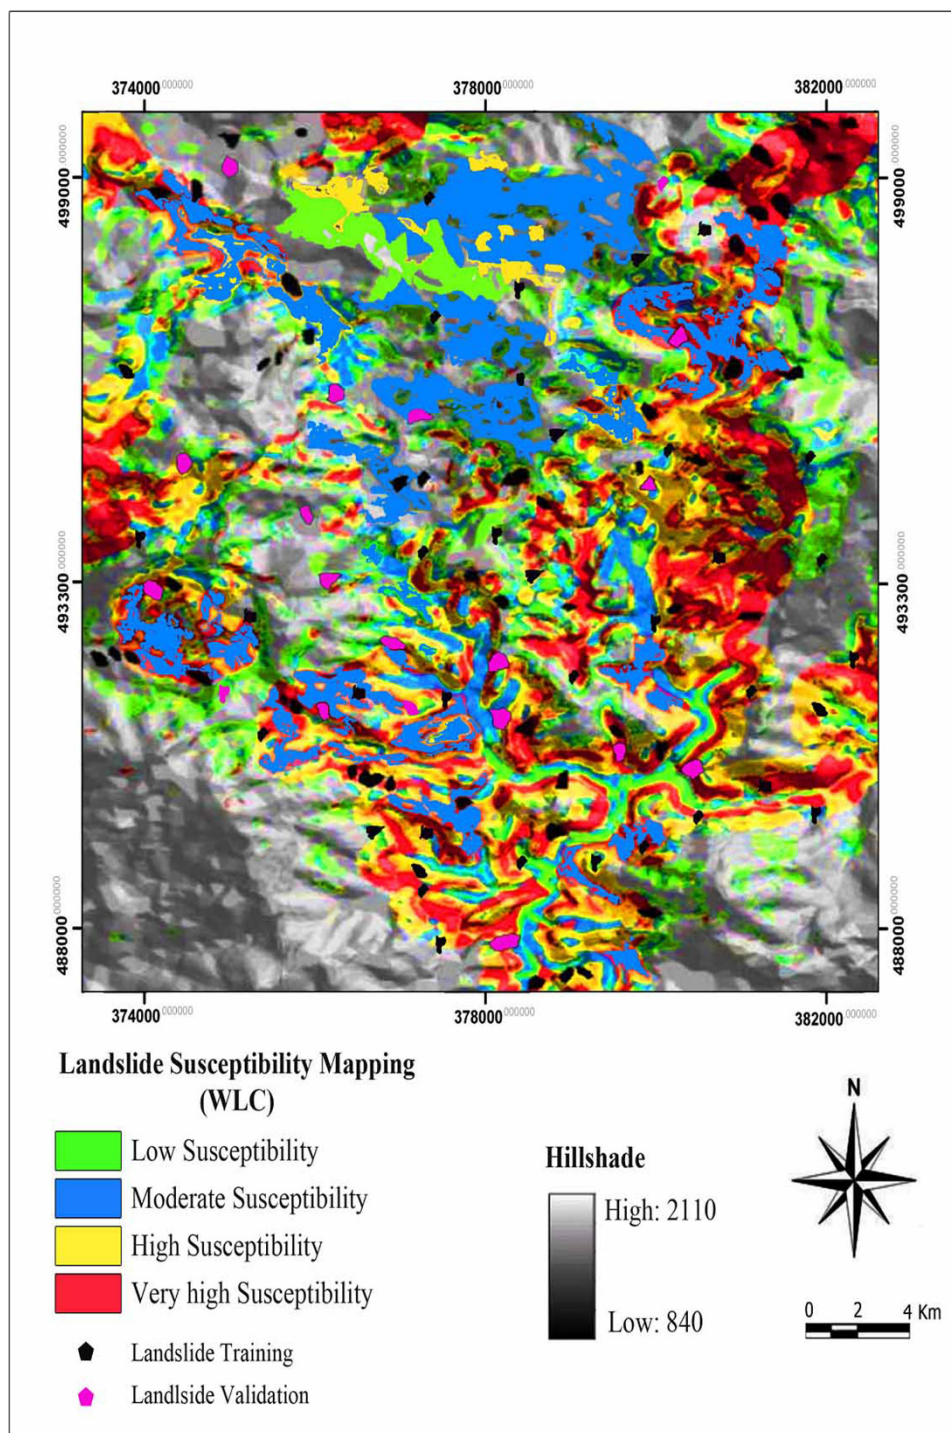 374000 000000 378000 000000 382000 000000
499000 000000 499000 000000
493300 000000 493300 000000
488000 000000 488000 000000
374000 000000 378000 000000 382000 000000
Landslide Susceptibility Mapping
(WLC)
Low Susceptibility
Moderate Susceptibility
High Susceptibility
Very high Susceptibility
Landslide Training
Landlside Validation
Hillshade
High: 2110
Low: 840
N
0 2 4 Km